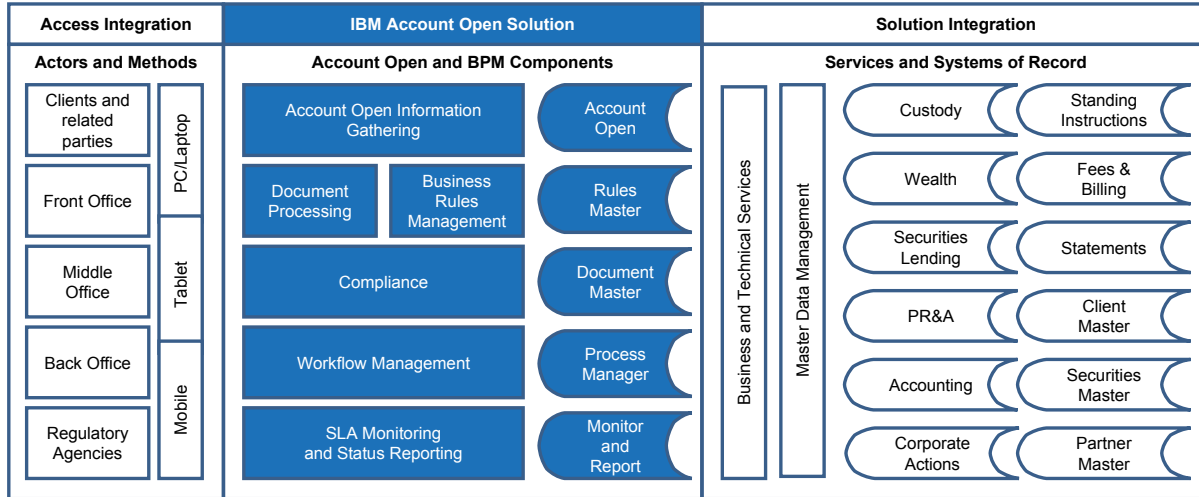 Access Integration
IBM Account Open Solution
Solution Integration
Actors and Methods
Account Open and BPM Components
Services and Systems of Record
Clients and
related
parties
Front Office
Middle
Office
Back Office
Regulatory
Agencies
PC/Laptop
Tablet
Mobile
Account Open Information
Gathering
Document
Processing
Business
Rules
Management
Compliance
Workflow Management
SLA Monitoring
and Status Reporting
Account
Open
Rules
Master
Document
Master
Process
Manager
Monitor
and
Report
Business and Technical Services
Master Data Management
Custody
Wealth
Securities
Lending
PR&A
Accounting
Corporate
Actions
Standing
Instructions
Fees &
Billing
Statements
Client
Master
Securities
Master
Partner
Master